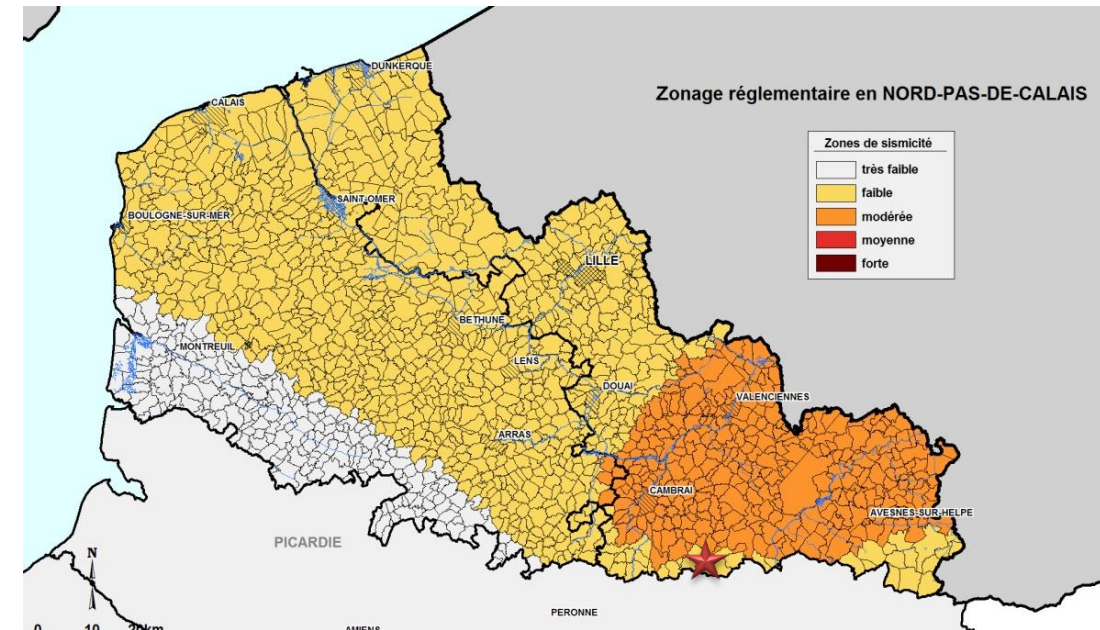 DUNKERQUE
CALAIS
Zonage réglementaire en NORD-PAS-DE-CALAIS
Zones de sismicité
très faible
faible
modérée
moyenne
forte
SAINT-OMER
BOULOGNE-SUR-MER
LILLE
BETHUNE
MONTREUIL
LENS
DOUAI
VALENCIENNES
ARRAS
CAMBRAI
AVESNES-SUR-HELPE
PICARDIE
N
PERONNE
0 10 20km
AMIENS